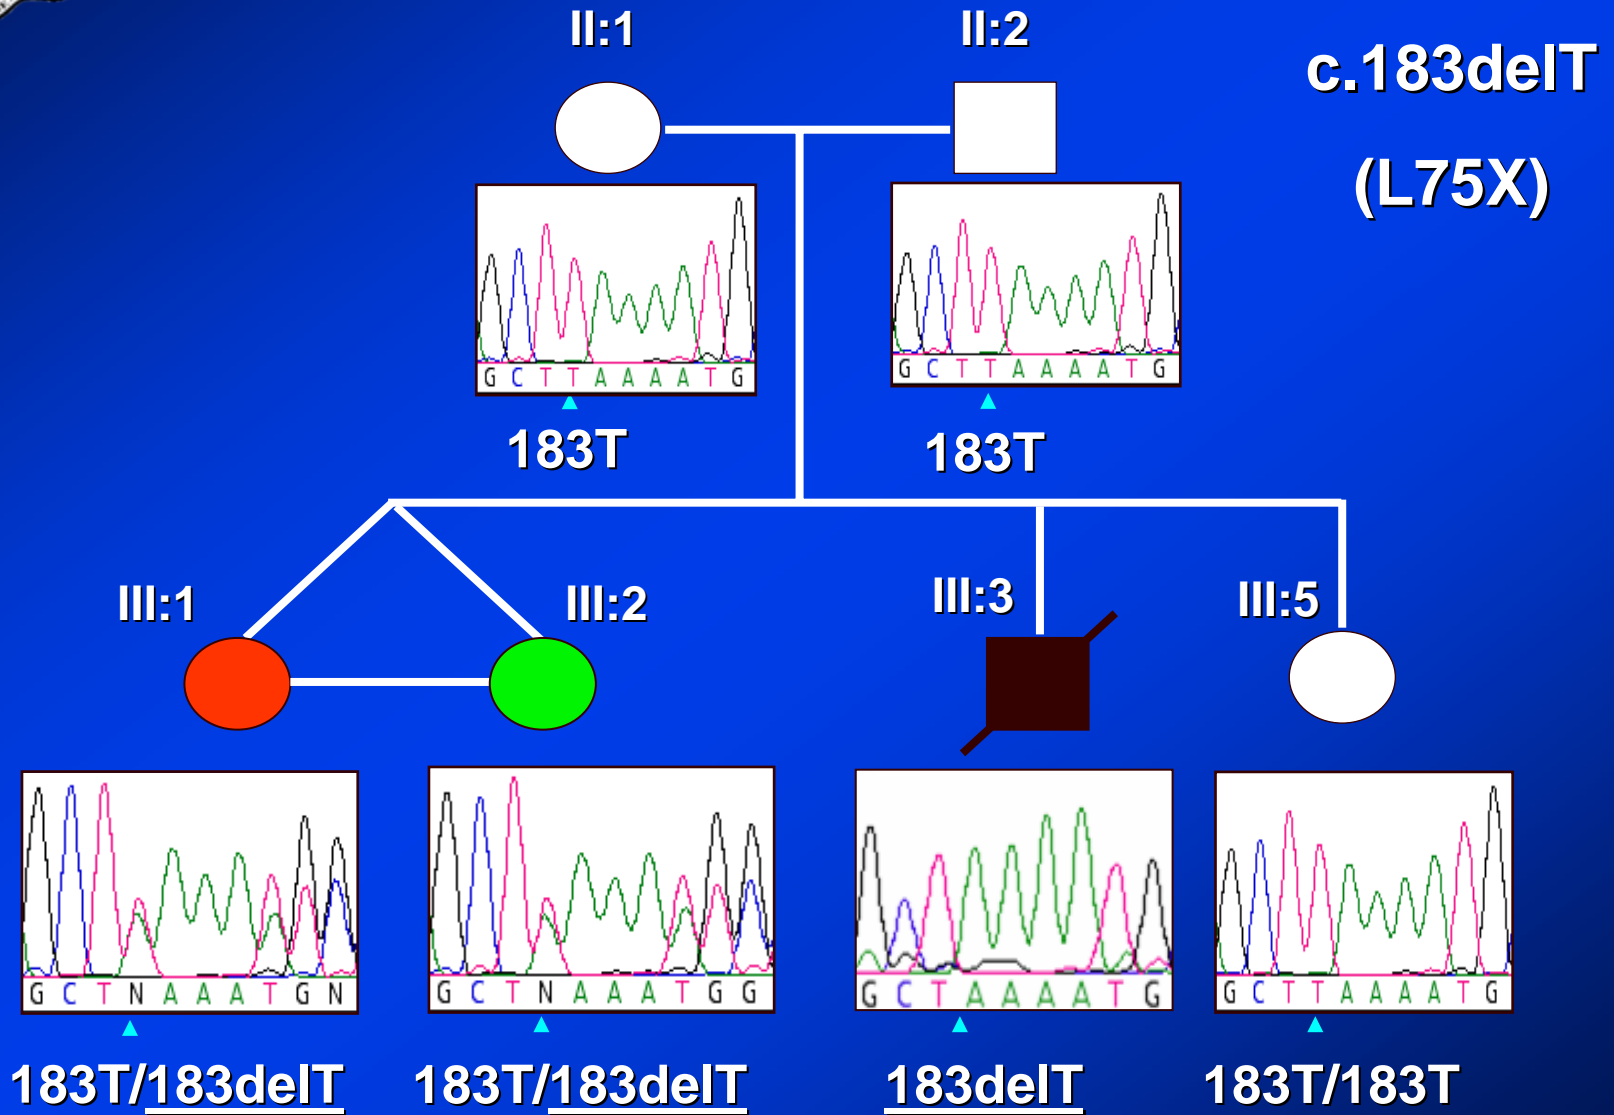 II:1
II:2
c.183delT
(L75X)
G C T T A A A A T G
G C T T A A A A T G
183T
183T
III:1
III:2
III:3
III:5
G C T N A A A T G N
G C T N A A A T G G
G C T A A A A T G
G C T T A A A A T G
183T/183delT
183T/183delT
183delT
183T/183T